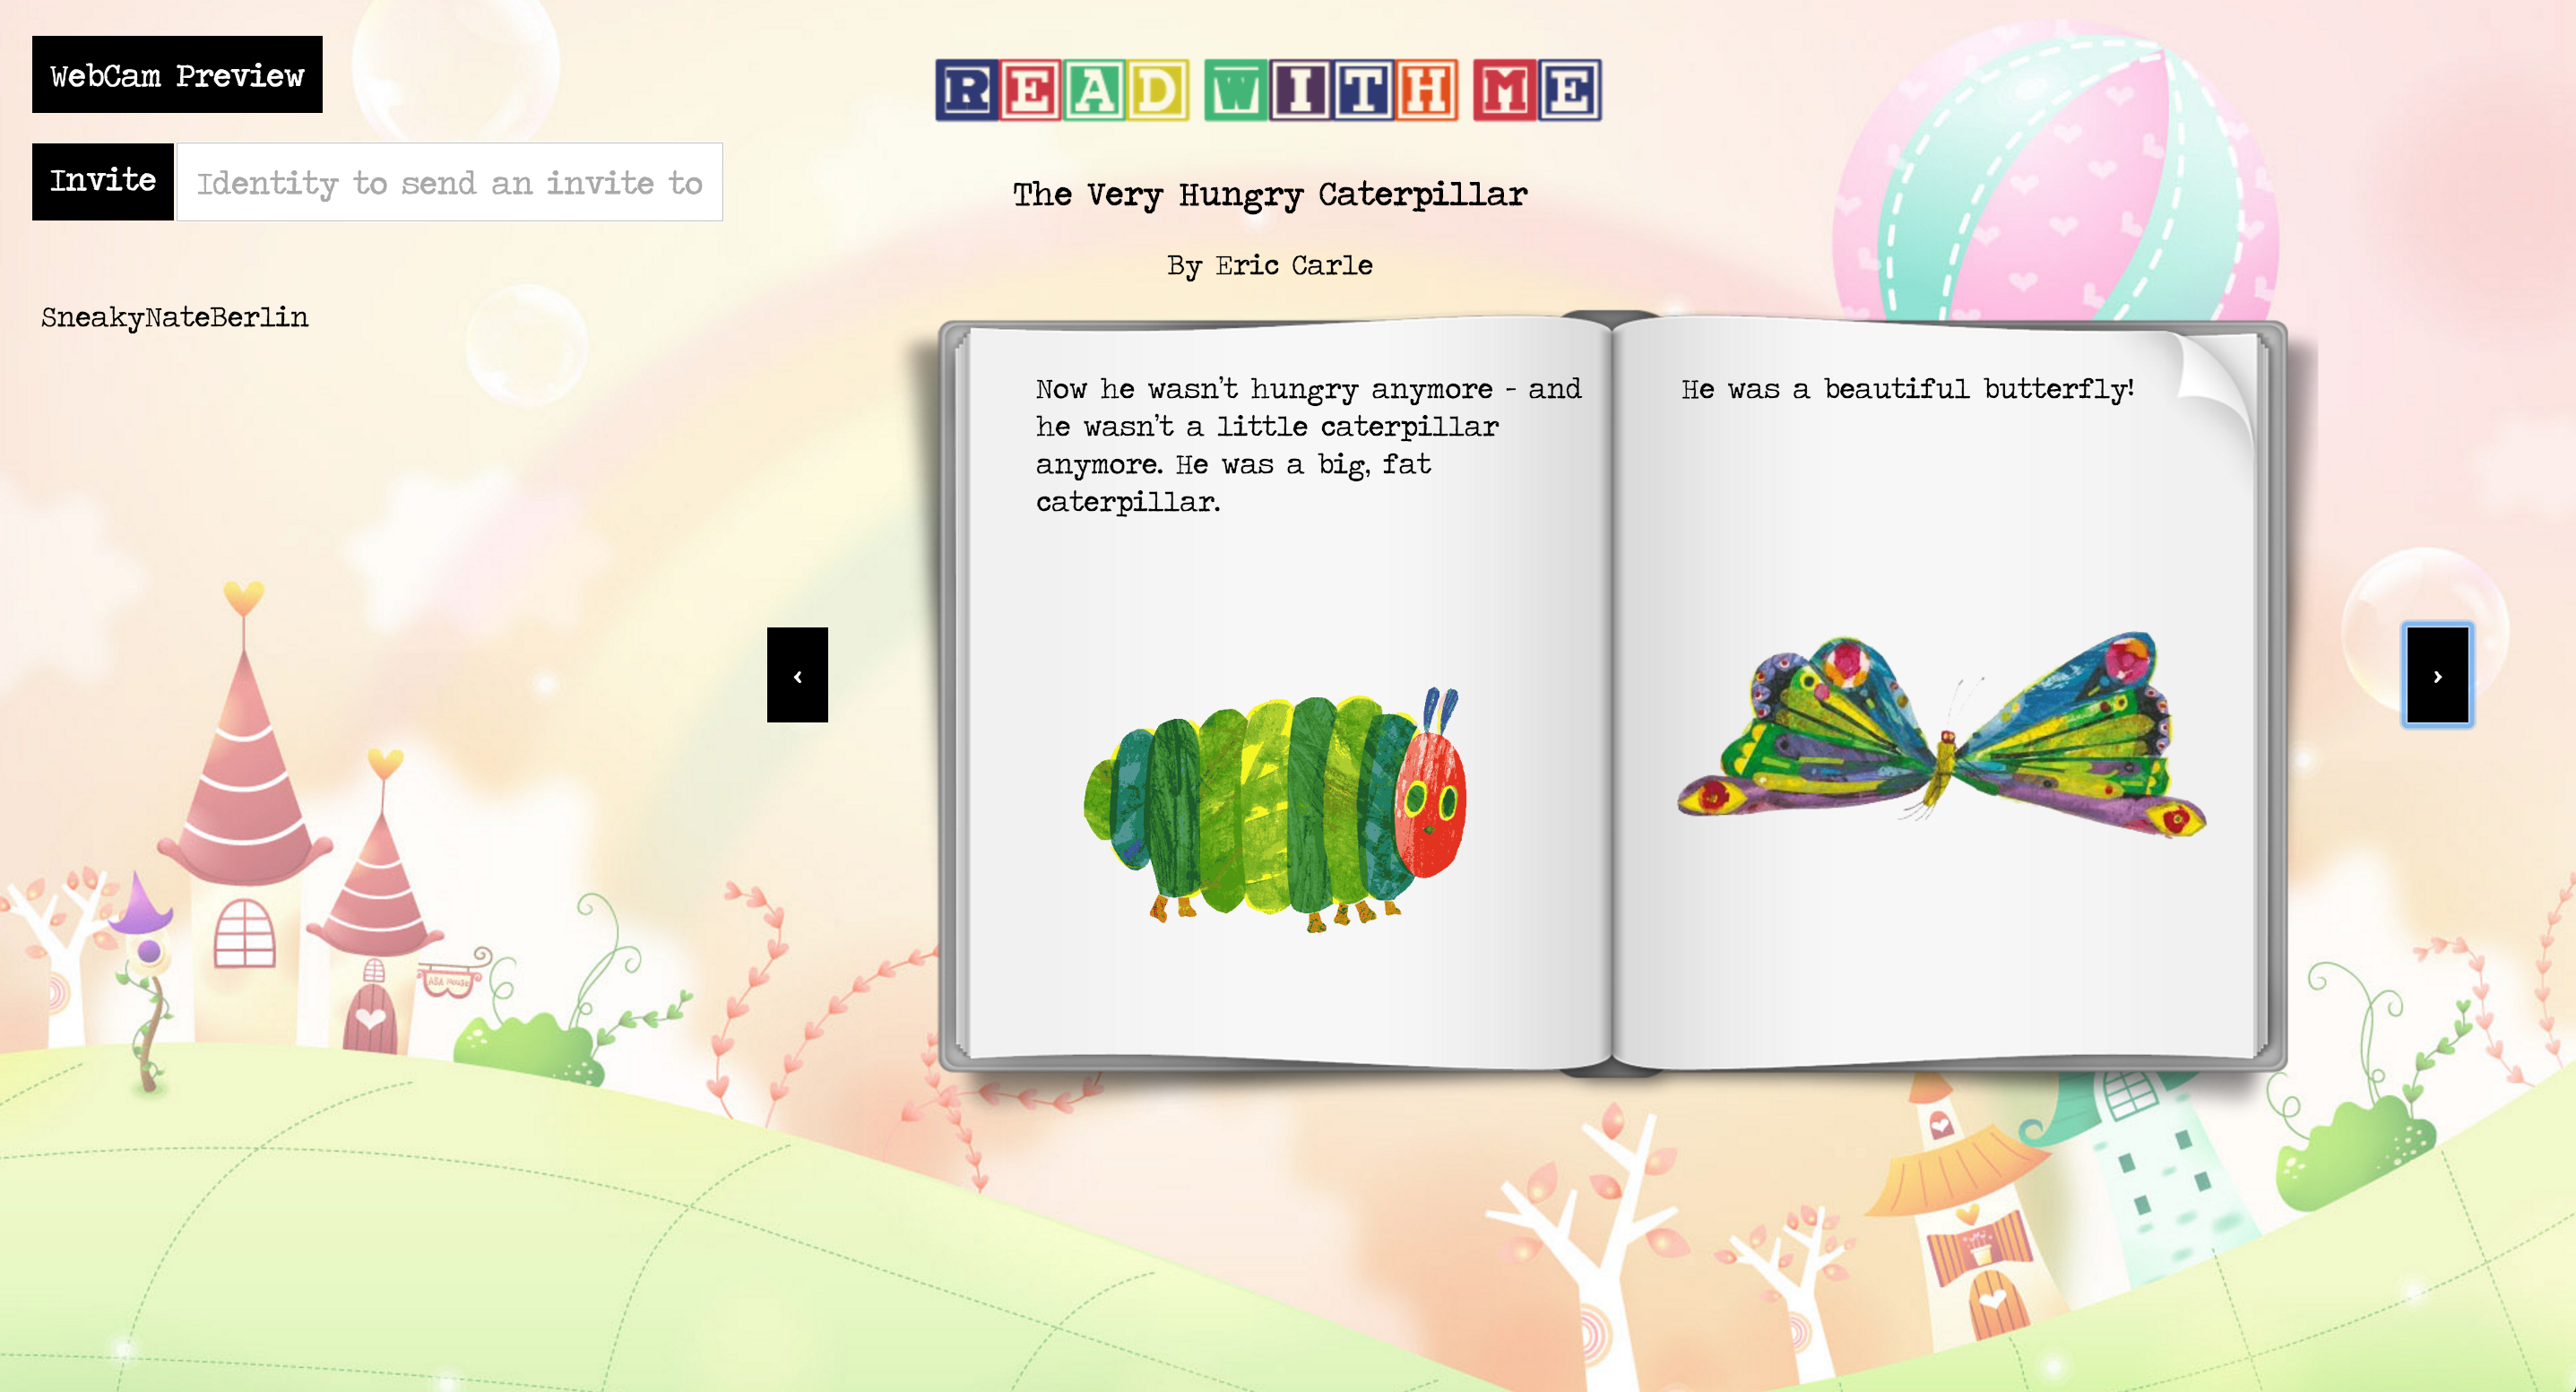 WebCam Preview
READ WITH ME
Invite
Identity to send an invite to
The Very Hungry Caterpillar
By Eric Carle
SneakyNateBerlin
Now he wasn't hungry anymore - and
he wasn't a little caterpillar
anymore. He was a big, fat
caterpillar.
He was a beautiful butterfly!
‹
›